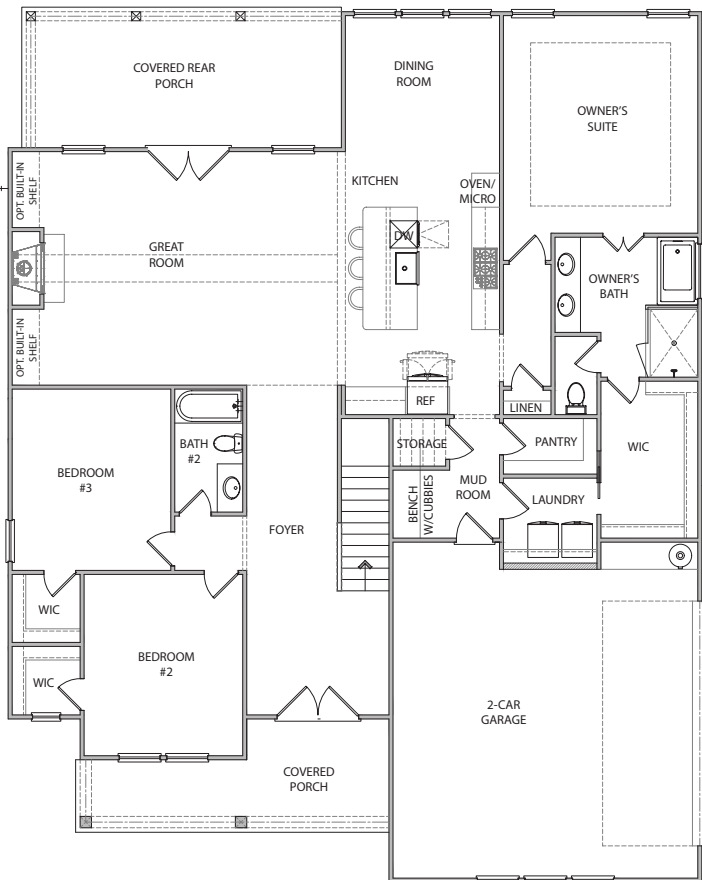 COVERED REAR
PORCH
DINING
ROOM
OWNER'S
SUITE
OPT. BUILT-IN
SHELF
KITCHEN
OVEN/
MICRO
DW
GREAT
ROOM
OWNER'S
BATH
OPT. BUILT-IN
SHELF
REF
LINEN
BATH
#2
STORAGE
PANTRY
WIC
BEDROOM
#3
BENCH
W/CUBBIES
MUD
ROOM
LAUNDRY
FOYER
WIC
BEDROOM
#2
WIC
2-CAR
GARAGE
COVERED
PORCH